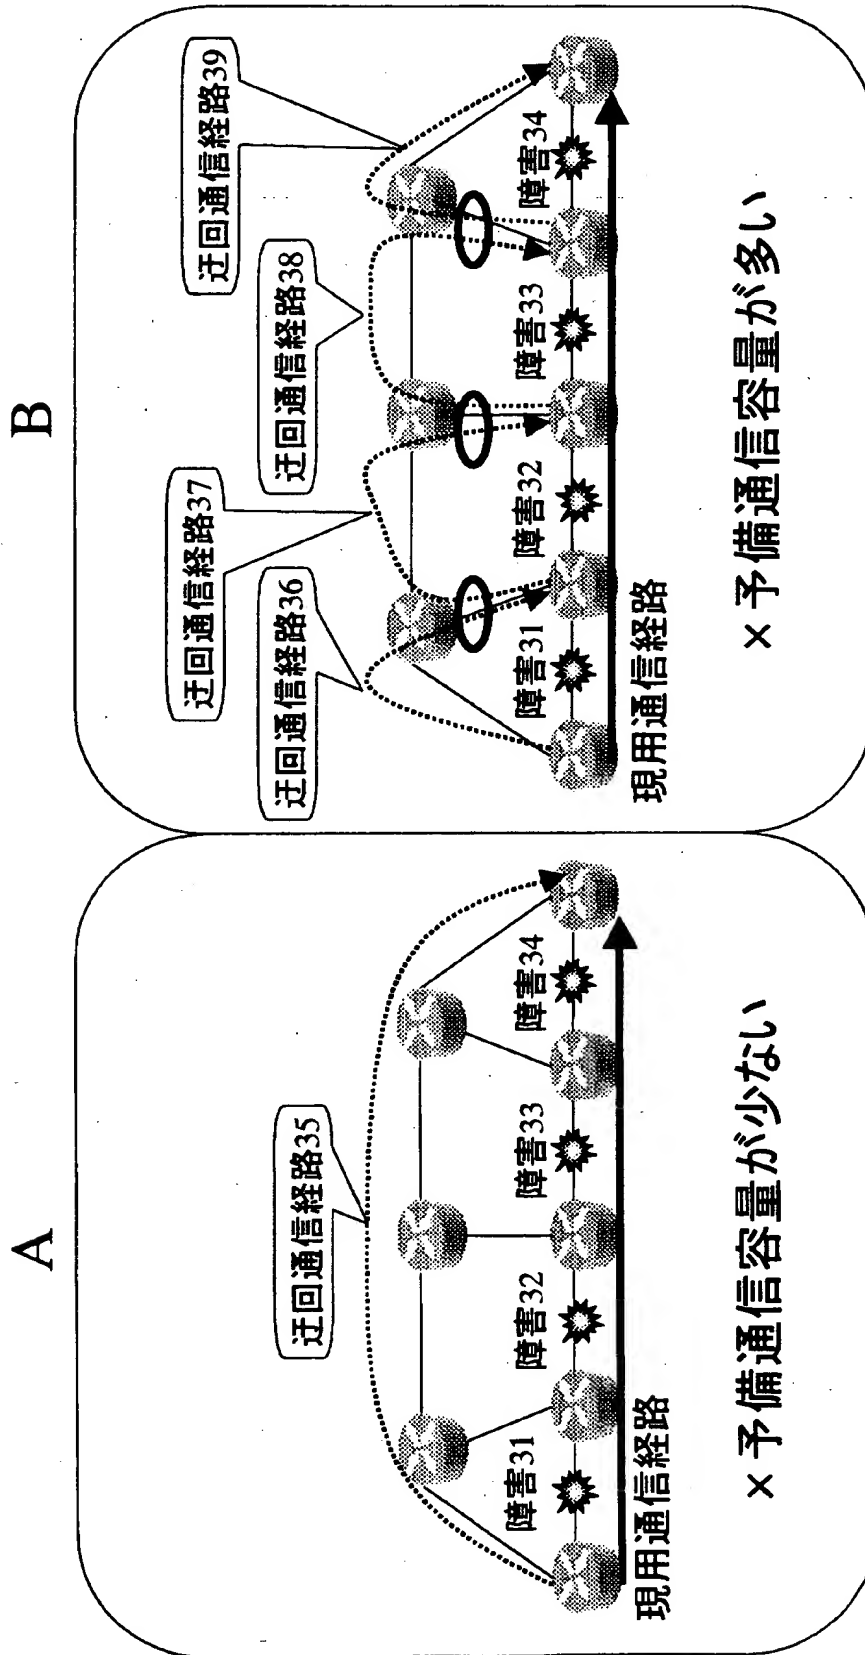 A
迂回通信経路35
障害31
障害32
障害33
障害34
現用通信経路
×予備通信容量が少ない
B
迂回通信経路36
迂回通信経路37
迂回通信経路38
迂回通信経路39
障害31
障害32
障害33
障害34
現用通信経路
×予備通信容量が多い